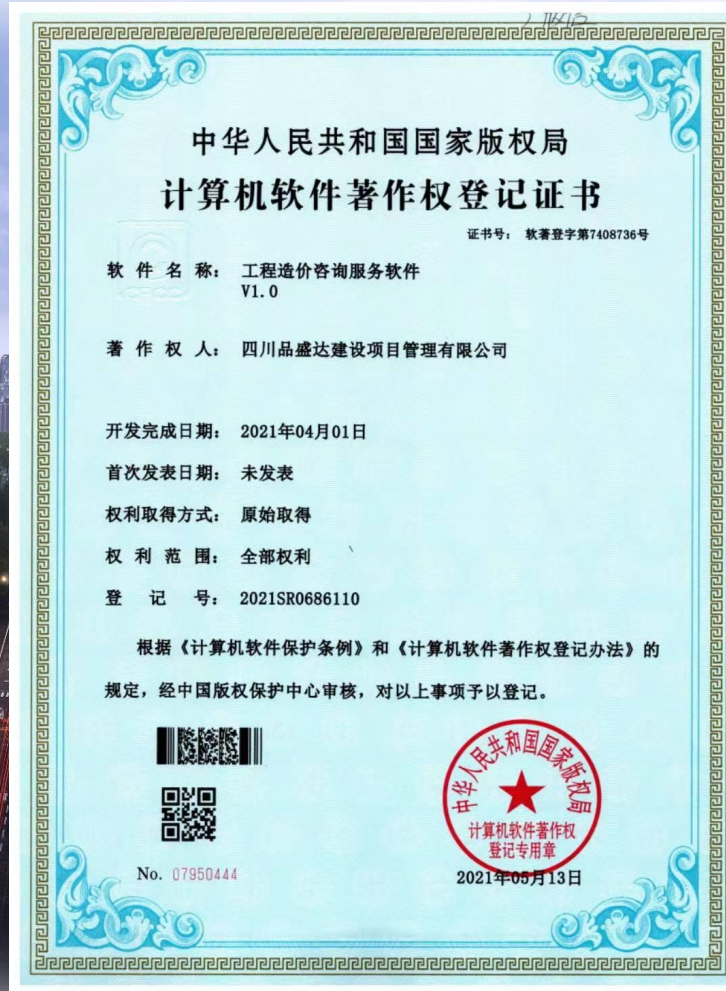 中华人民共和国国家版权局
计算机软件著作权登记证书
证书号： 软著登字第7408736号
软件名称： 工程造价咨询服务软件
V1.0
著作权人： 四川品盛达建设项目管理有限公司
开发完成日期： 2021年04月01日
首次发表日期： 未发表
权利取得方式： 原始取得
权利范围： 全部权利
登记号： 2021SR0686110
根据《计算机软件保护条例》和《计算机软件著作权登记办法》的
规定，经中国版权保护中心审核，对以上事项予以登记。
中华人民共和国国家版权局
计算机软件著作权
登记专用章
No. 07950444
2021年05月13日